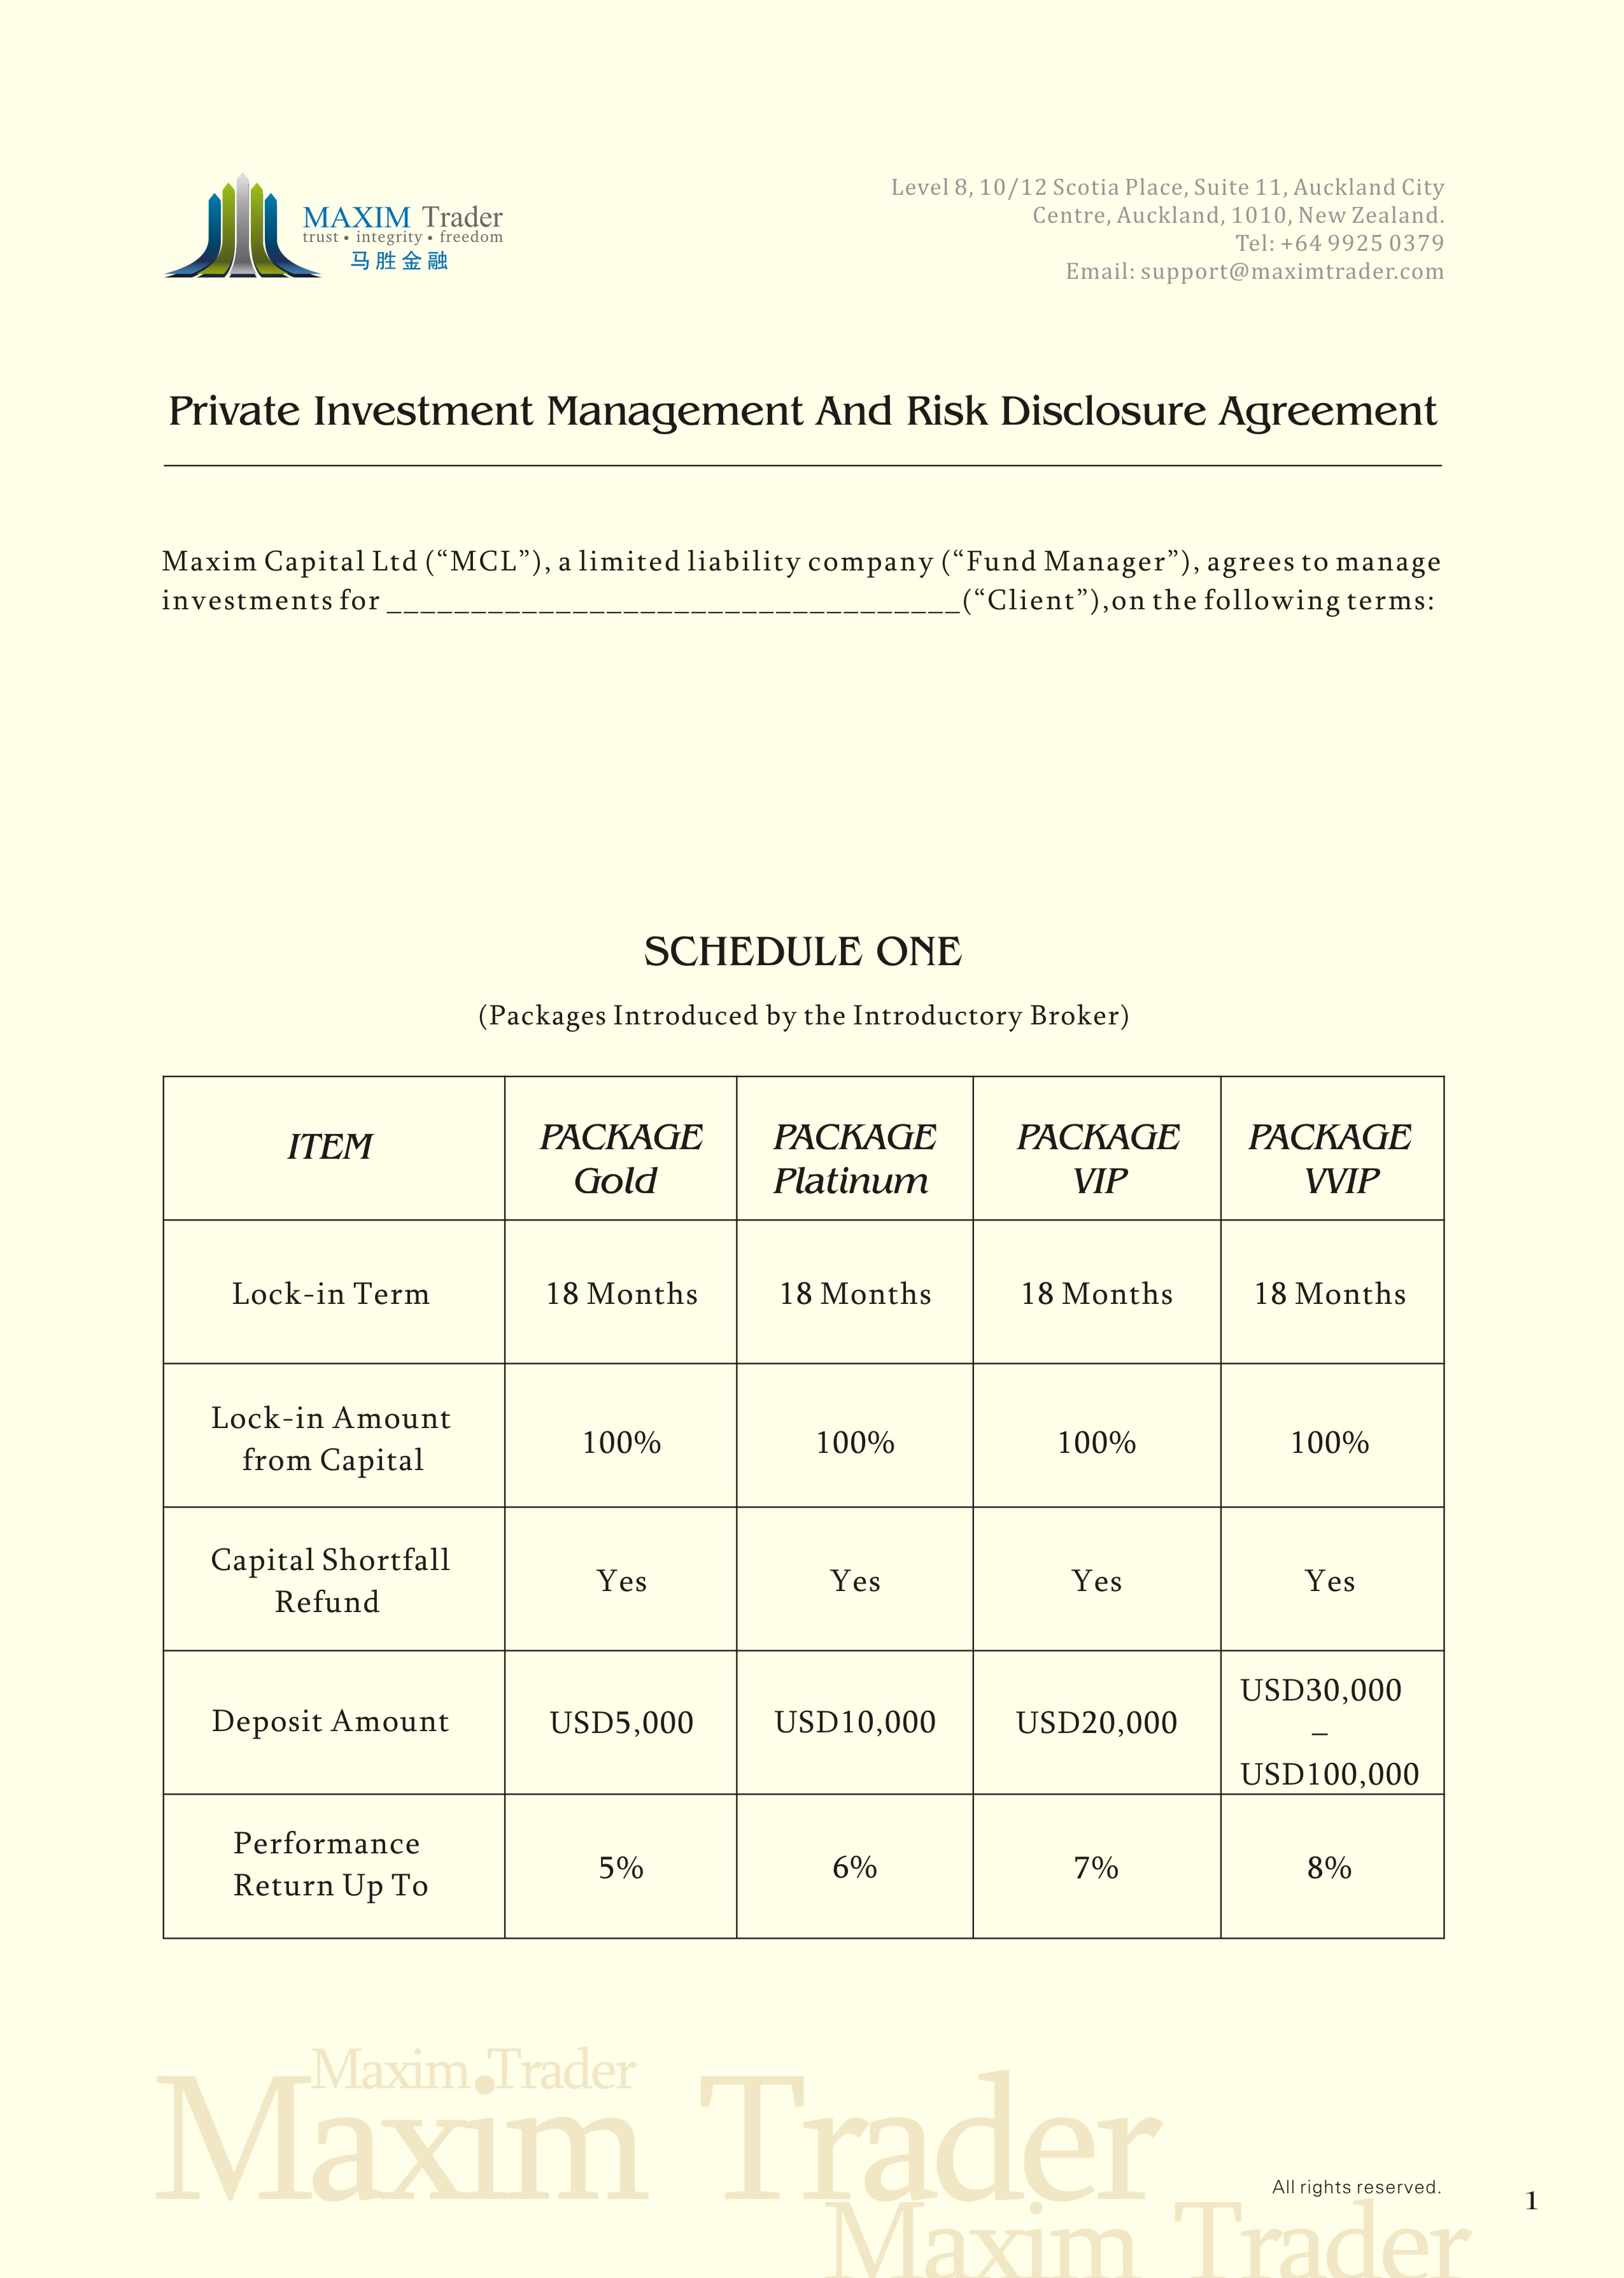 MAXIM Trader
trust • integrity • freedom
马胜金融
Level 8, 10/12 Scotia Place, Suite 11, Auckland City
Centre, Auckland, 1010, New Zealand.
Tel: +64 9925 0379
Email: support@maximtrader.com
Private Investment Management And Risk Disclosure Agreement
Maxim Capital Ltd (“MCL”), a limited liability company (“Fund Manager”), agrees to manage
investments for __________________________________(“Client”),on the following terms:
SCHEDULE ONE
(Packages Introduced by the Introductory Broker)
ITEM
PACKAGE
Gold
PACKAGE
Platinum
PACKAGE
VIP
PACKAGE
VVIP
Lock-in Term
18 Months
18 Months
18 Months
18 Months
Lock-in Amount
from Capital
100%
100%
100%
100%
Capital Shortfall
Refund
Yes
Yes
Yes
Yes
Deposit Amount
USD5,000
USD10,000
USD20,000
USD30,000
–
USD100,000
Performance
Return Up To
5%
6%
7%
8%
Maxim Trader
Maxim Trader
All rights reserved.
1
Maxim Trader